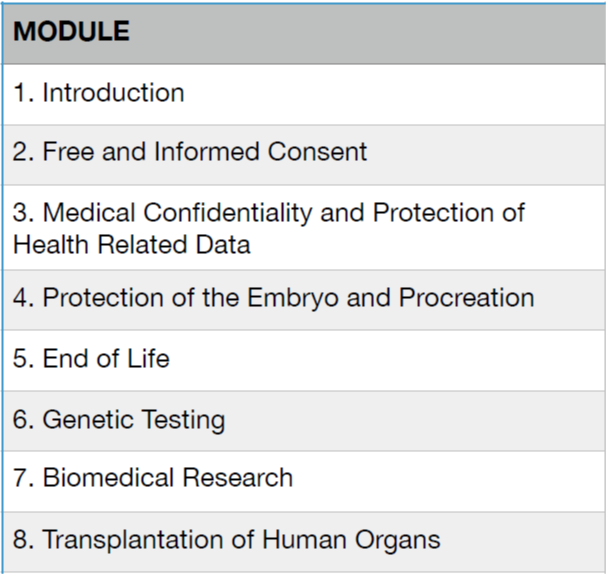 MODULE
1. Introduction
2. Free and Informed Consent
3. Medical Confidentiality and Protection of
Health Related Data
4. Protection of the Embryo and Procreation
5. End of Life
6. Genetic Testing
7. Biomedical Research
8. Transplantation of Human Organs